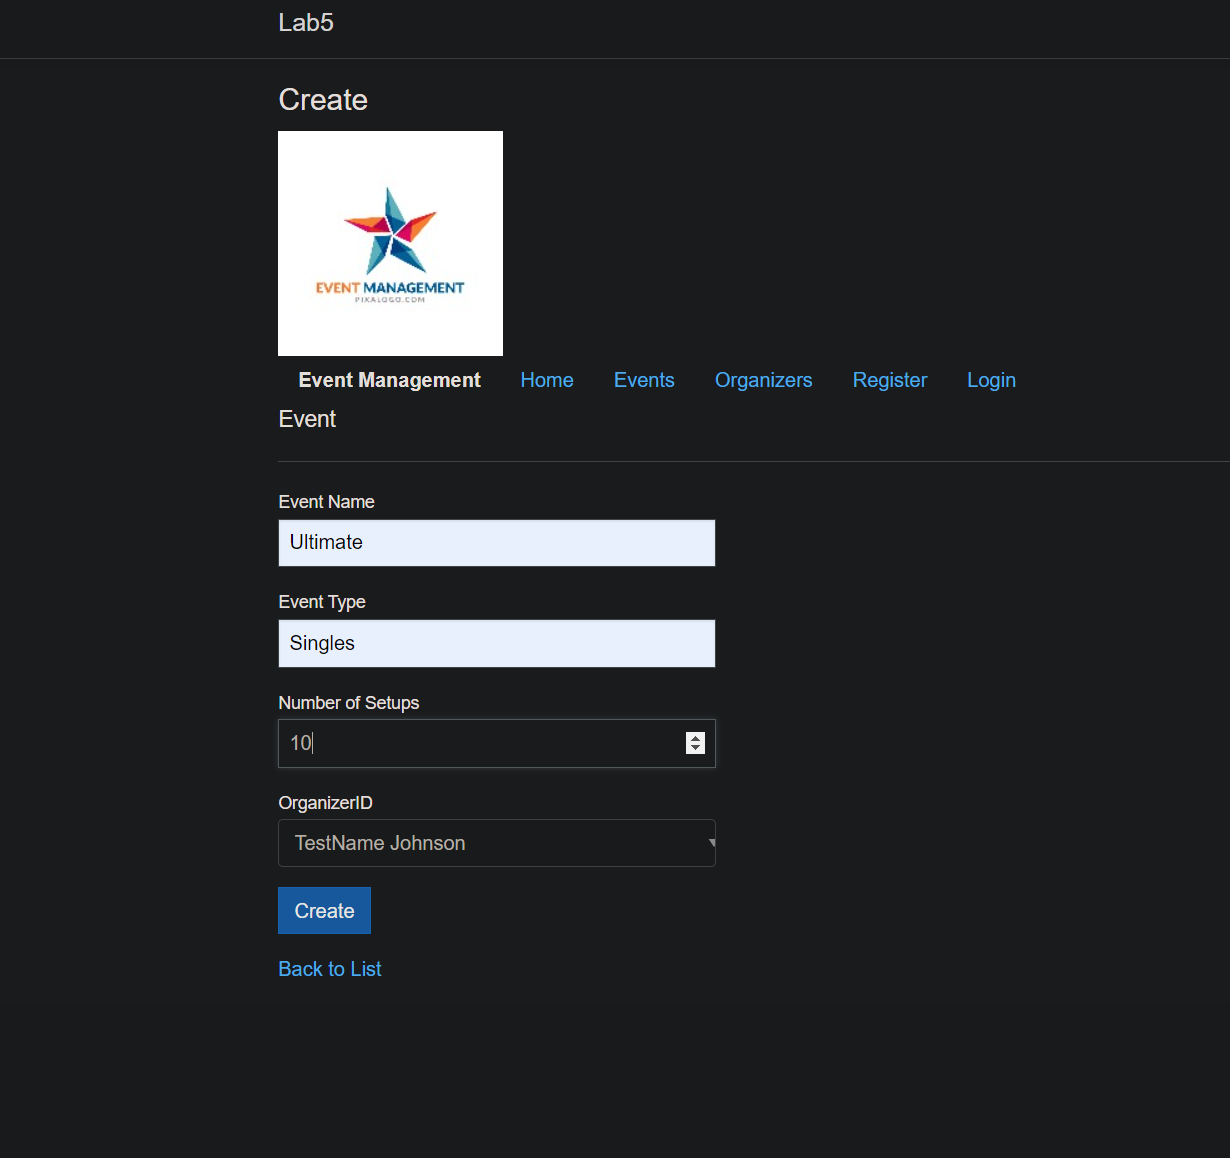 Lab5
Create
EVENT MANAGEMENT
PIXALOGO.COM
Event Management Home Events Organizers Register Login
Event
Event Name
Ultimate
Event Type
Singles
Number of Setups
10
OrganizerID
TestName Johnson
Create
Back to List